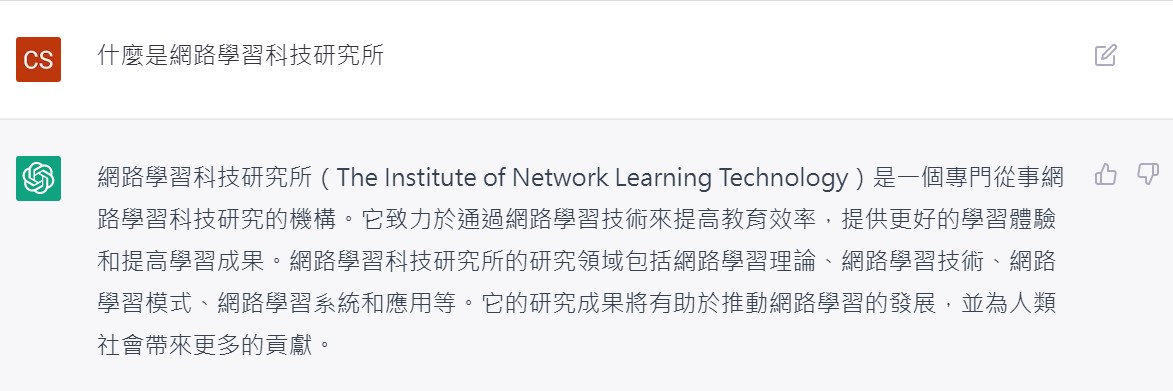 CS
什麼是網路學習科技研究所
網路學習科技研究所（The Institute of Network Learning Technology）是一個專門從事網
路學習科技研究的機構。它致力於通過網路學習技術來提高教育效率，提供更好的學習體驗
和提高學習成果。網路學習科技研究所的研究領域包括網路學習理論、網路學習技術、網路
學習模式、網路學習系統和應用等。它的研究成果將有助於推動網路學習的發展，並為人類
社會帶來更多的貢獻。